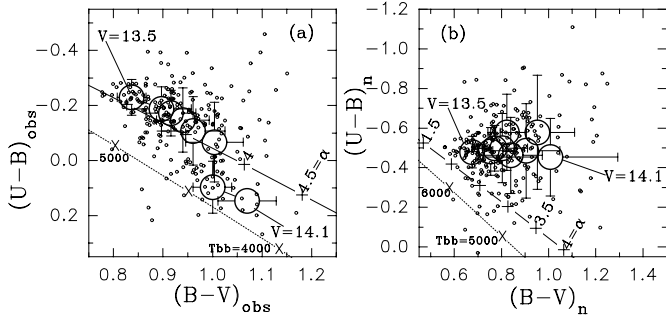 (a)
V=13.5
-0.4
-0.2
0.0
0.2
(U-B)obs
5000
4
4.5=α
V=14.1
Tbb=4000
0.8 0.9 1.0 1.1 1.2
(B-V)obs
(b)
-1.2
-1.0
-0.8
-0.6
-0.4
-0.2
0.0
(U-B)n
V=13.5
1.5
V=14.1
6000
3.5
Tbb=5000
4=α
0.6 0.8 1.0 1.2 1.4
(B-V)n